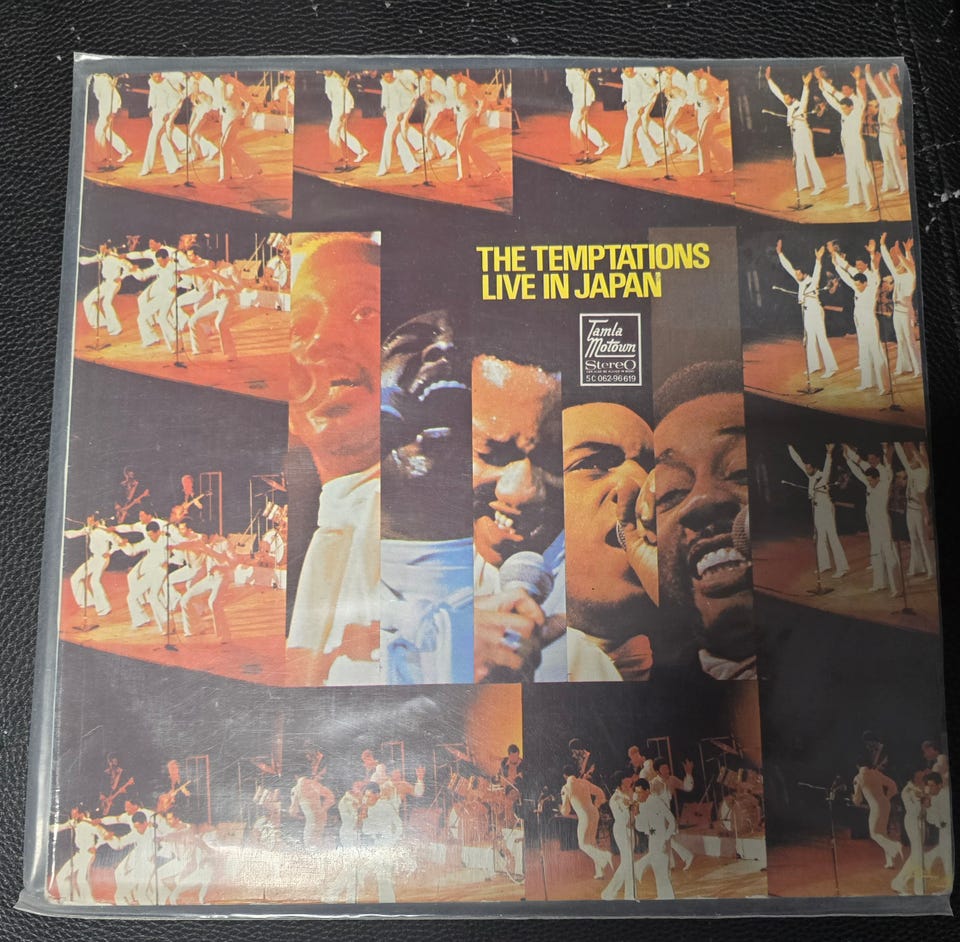 THE TEMPTATIONS
LIVE IN JAPAN
Tamla
Motown
Stereo
5C 062-96619